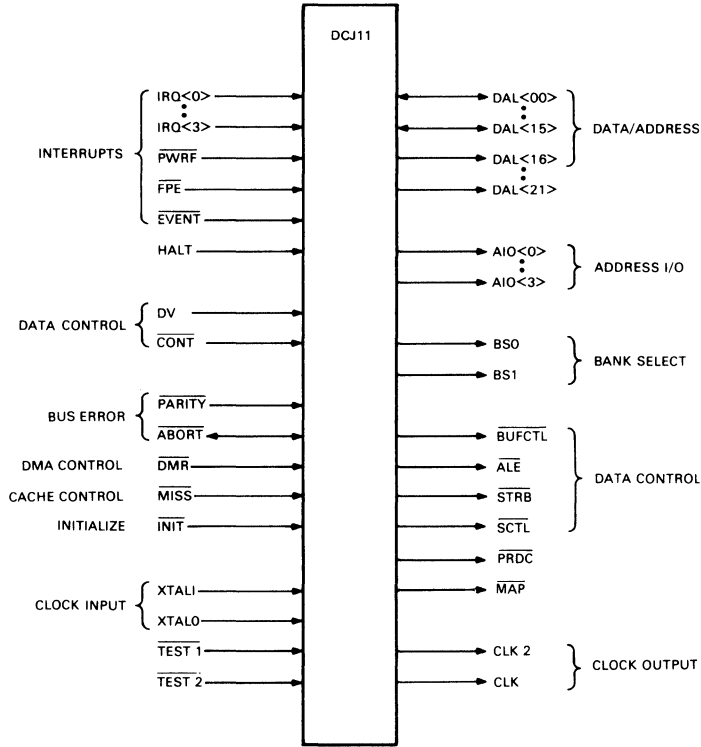 DCJ11
IRQ<0>
IRQ<3>
INTERRUPTS
PWRF
FPE
EVENT
HALT
DATA CONTROL
DV
CONT
BUS ERROR
PARITY
ABORT
DMA CONTROL DMR
CACHE CONTROL MISS
INITIALIZE INIT
CLOCK INPUT
XTALI
XTALO
TEST 1
TEST 2
DAL<00>
DAL<15>
DATA/ADDRESS
DAL<16>
DAL<21>
AIO<0>
AIO<3>
ADDRESS I/O
BS0
BS1
BANK SELECT
BUFCTL
ALE
STRB
SCTL
DATA CONTROL
PRDC
MAP
CLK 2
CLK
CLOCK OUTPUT